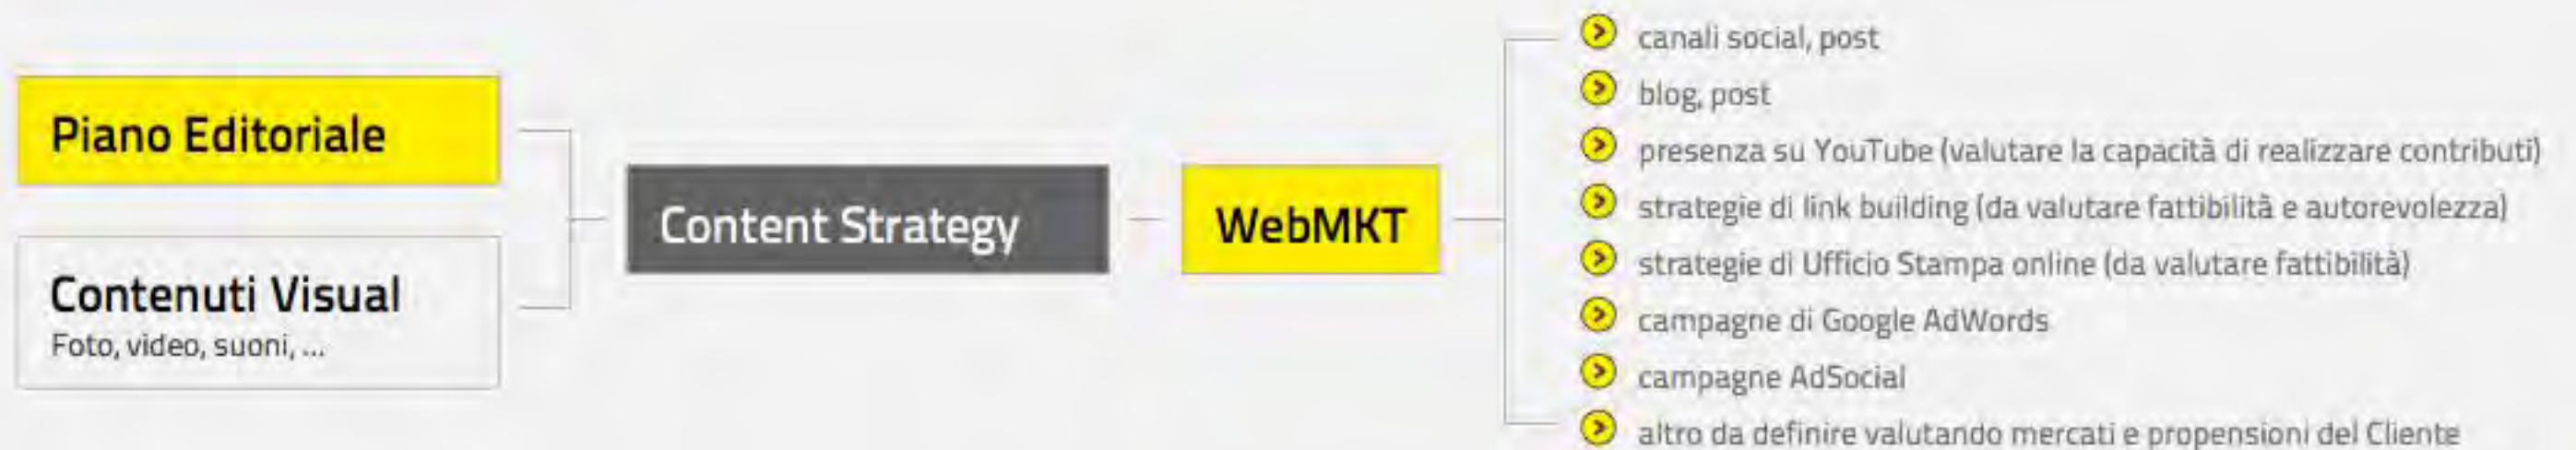 Piano Editoriale
Contenuti Visual
Foto, video, suoni, ...
Content Strategy
WebMKT
canali social, post
blog, post
presenza su YouTube (valutare la capacità di realizzare contributi)
strategie di link building (da valutare fattibilità e autorevolezza)
strategie di Ufficio Stampa online (da valutare fattibilità)
campagne di Google AdWords
campagne AdSocial
altro da definire valutando mercati e propensioni del Cliente